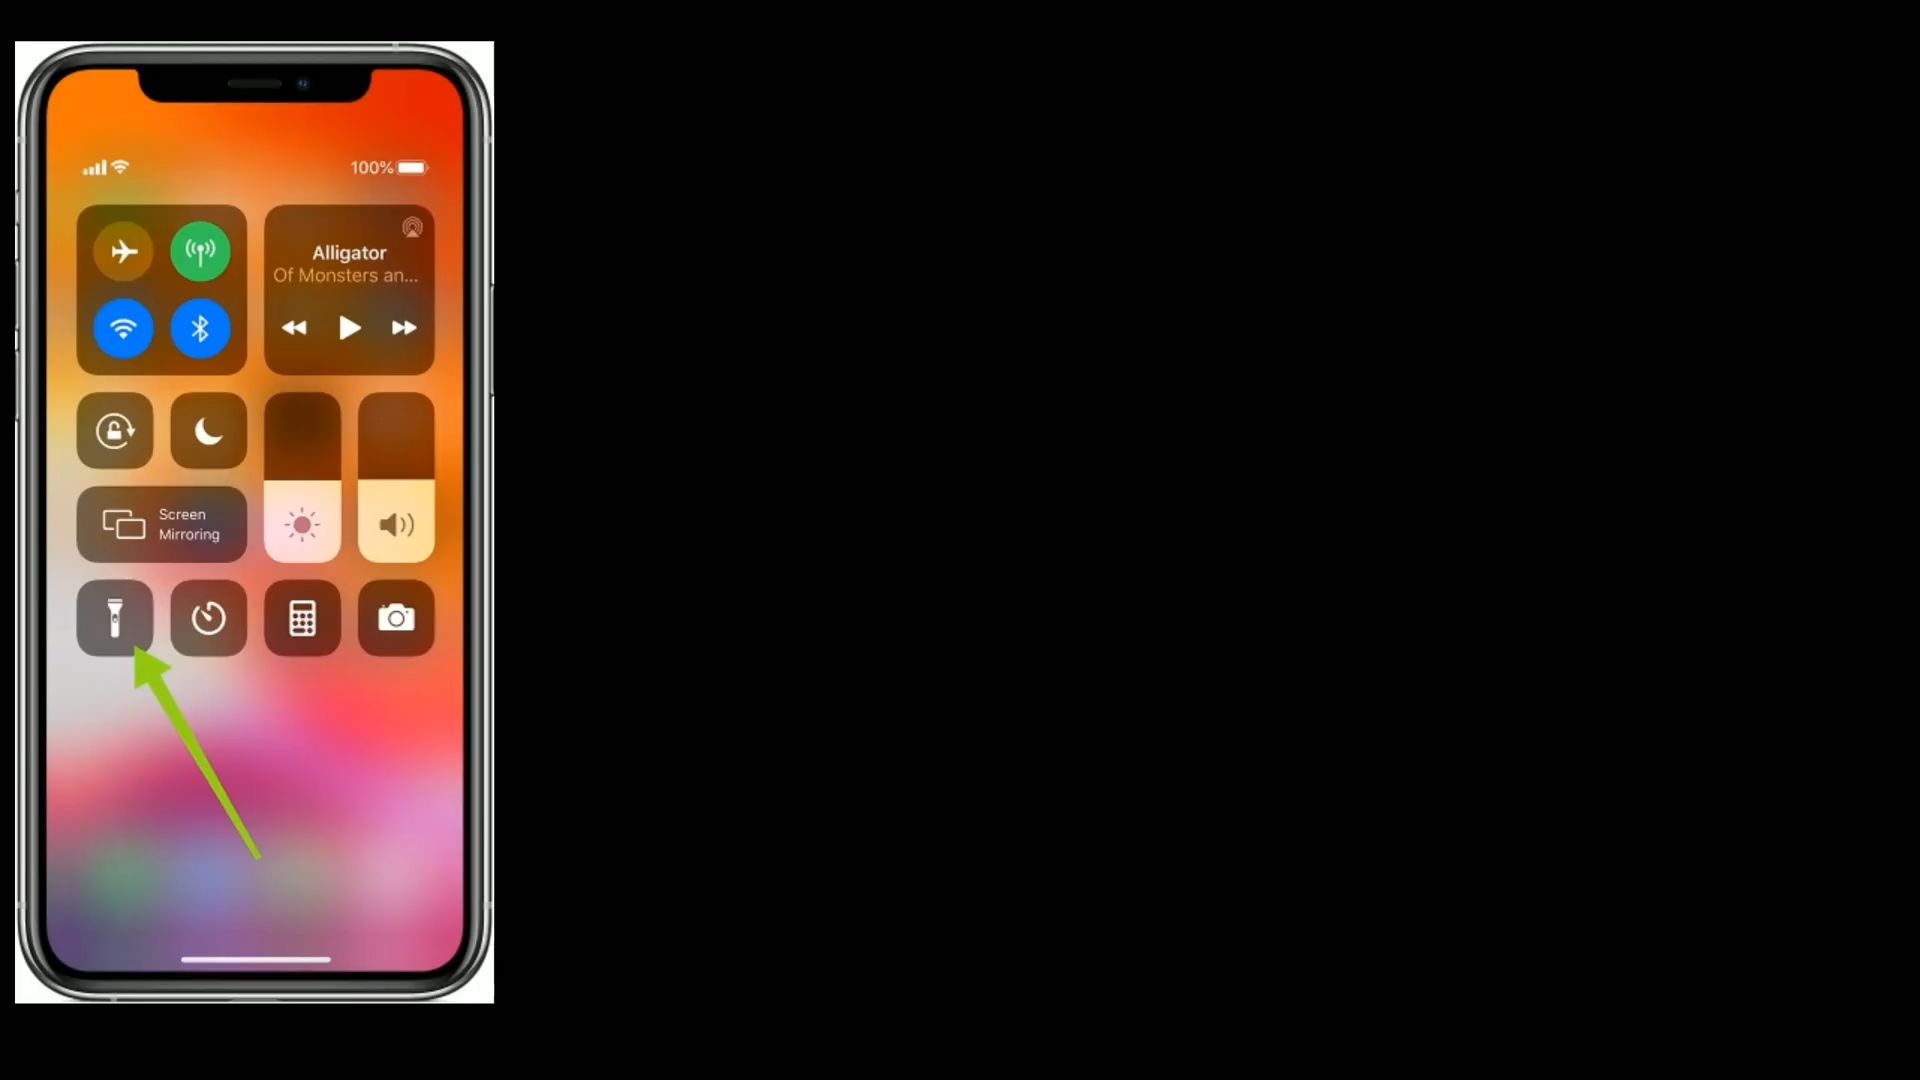 100%
Alligator
Of Monsters an...
Screen
Mirroring